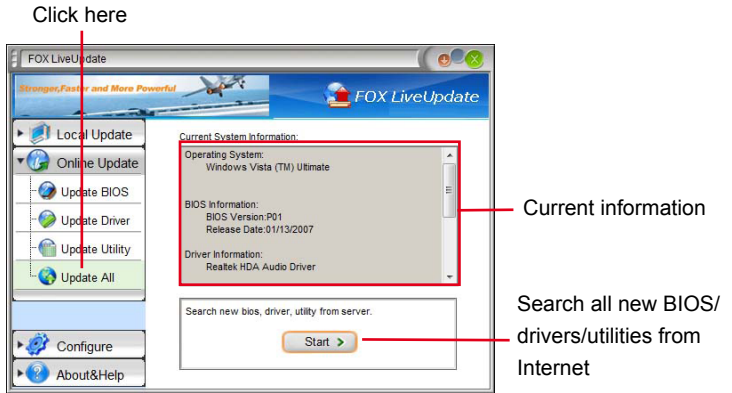 Click here
FOX LiveUpdate
Stronger,Faster and More Powerful
FOX LiveUpdate
Local Update
Online Update
Update BIOS
Update Driver
Update Utility
Update All
Configure
About&Help
Current System Information:
Operating System:
Windows Vista (TM) Ultimate
BIOS Information:
BIOS Version:P01
Release Date:01/13/2007
Driver Information:
Realtek HDA Audio Driver
Search new bios, driver, utility from server.
Start
Current information
Search all new BIOS/
drivers/utilities from
Internet